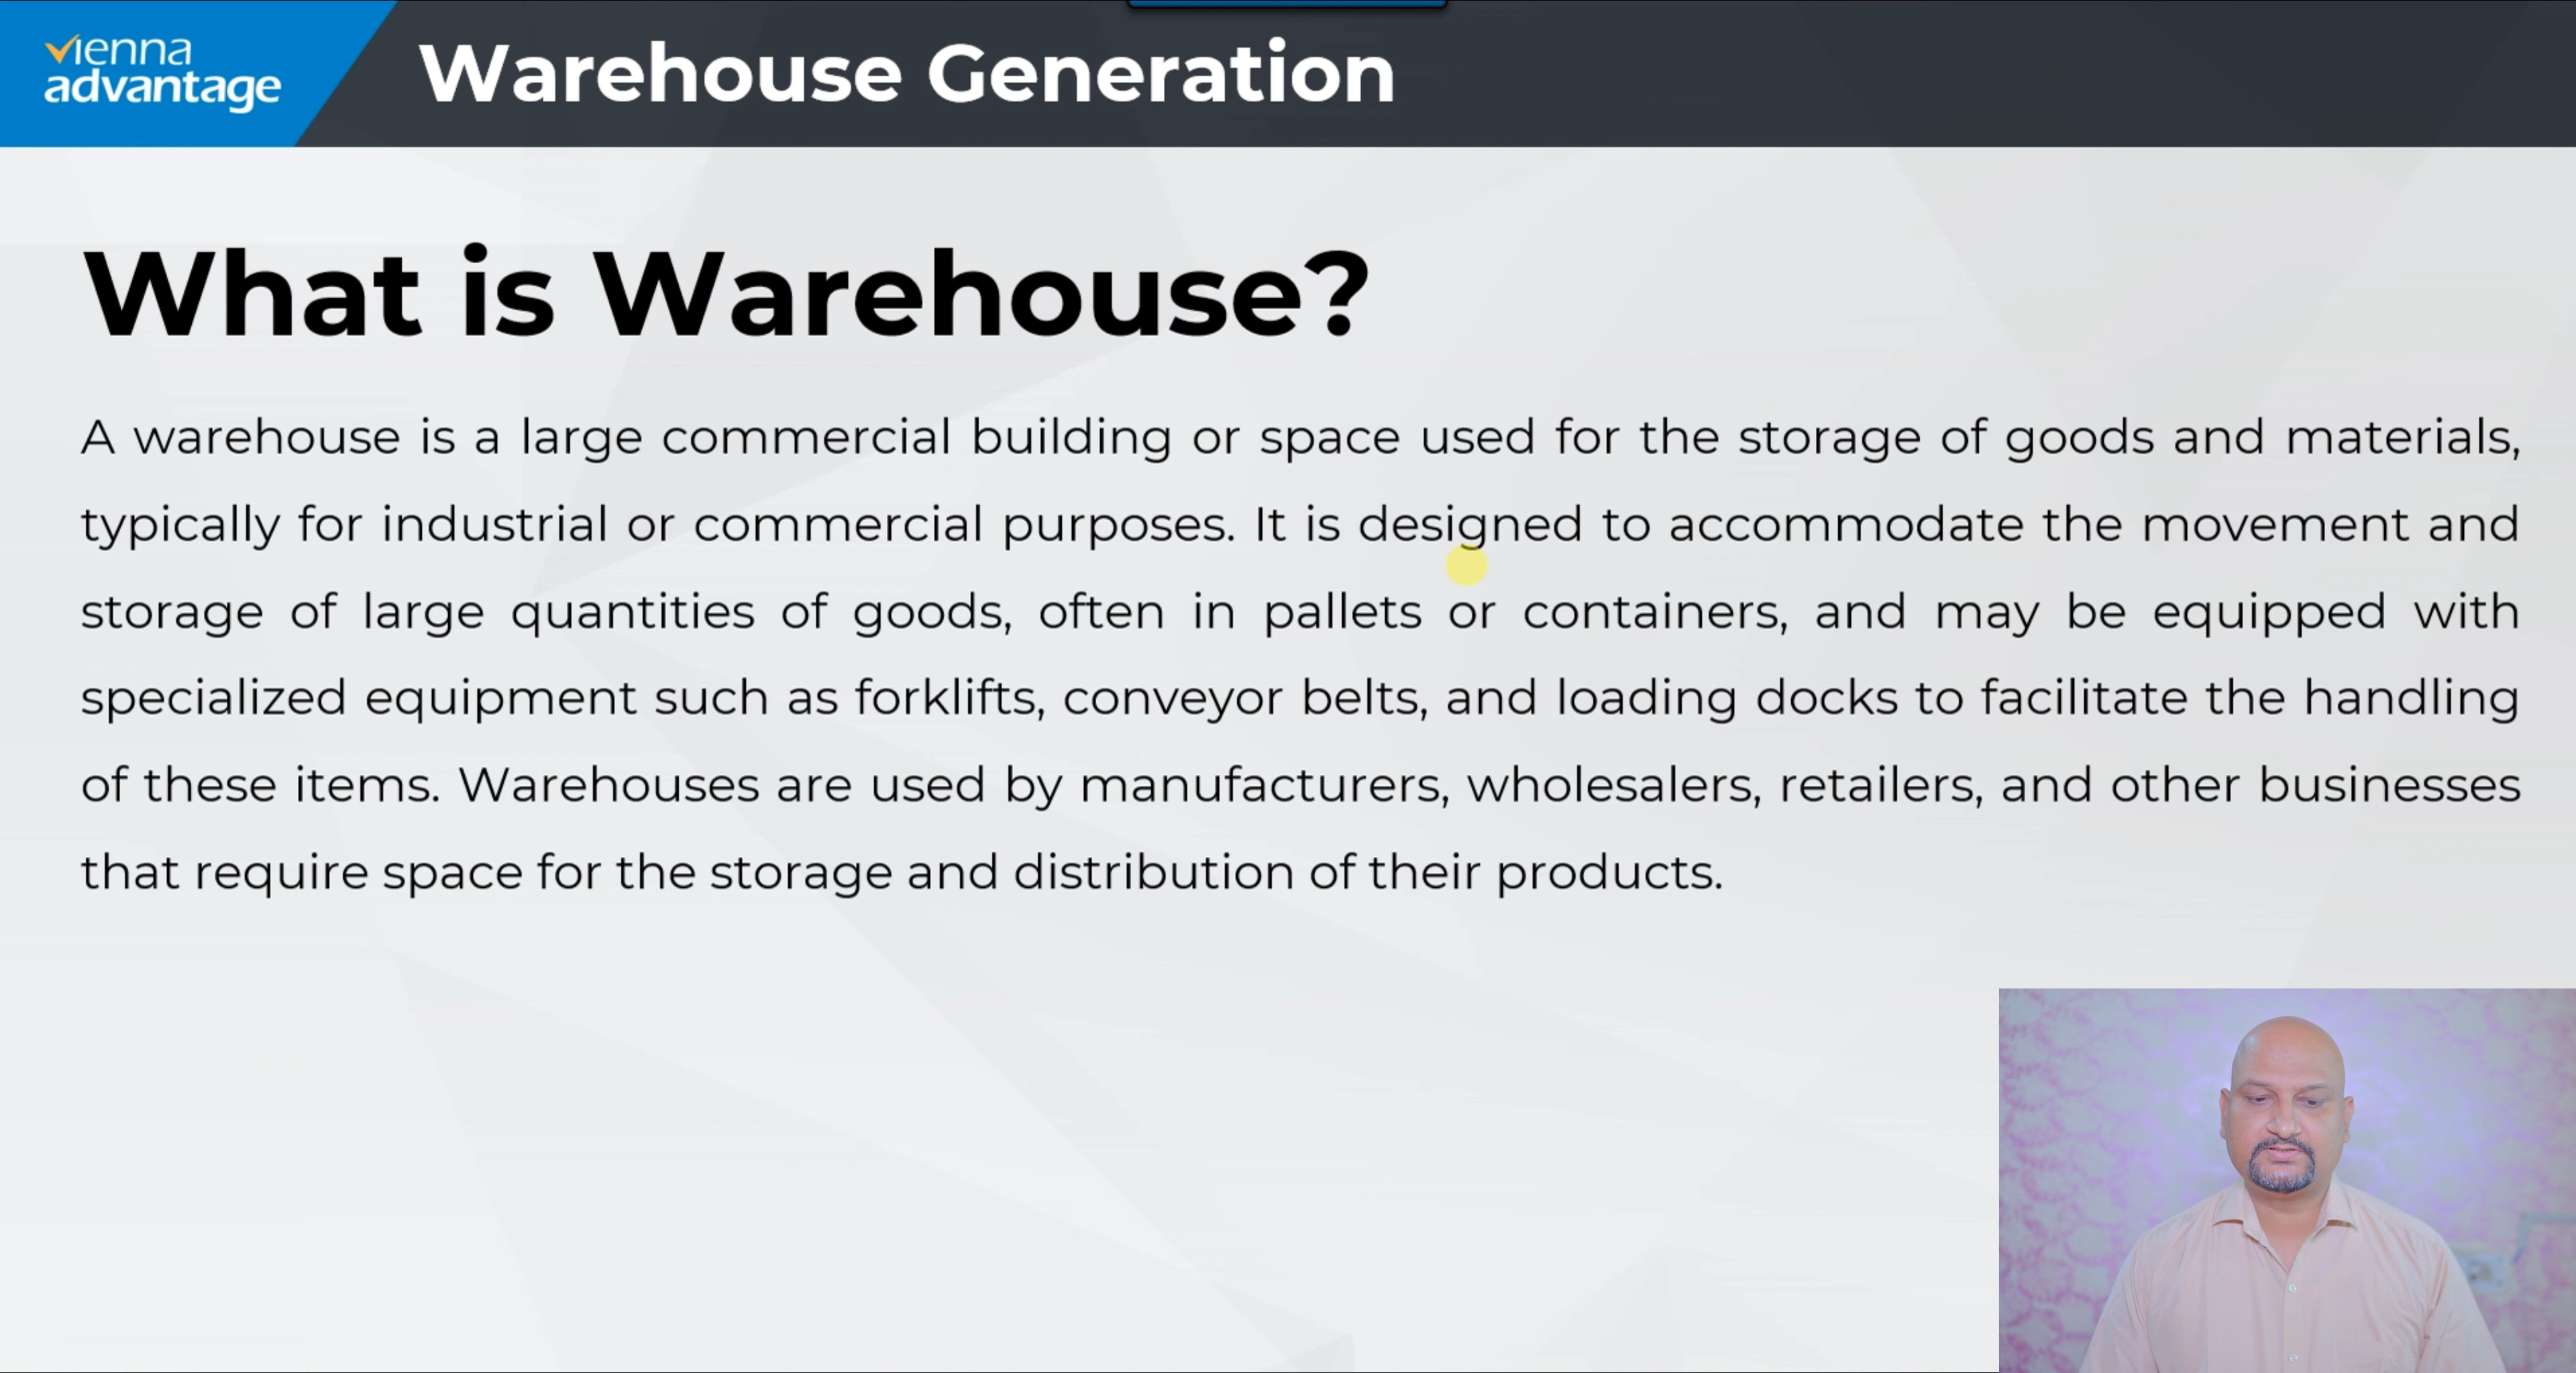 vienna
advantage
Warehouse Generation
What is Warehouse?
A warehouse is a large commercial building or space used for the storage of goods and materials,
typically for industrial or commercial purposes. It is designed to accommodate the movement and
storage of large quantities of goods, often in pallets or containers, and may be equipped with
specialized equipment such as forklifts, conveyor belts, and loading docks to facilitate the handling
of these items. Warehouses are used by manufacturers, wholesalers, retailers, and other businesses
that require space for the storage and distribution of their products.